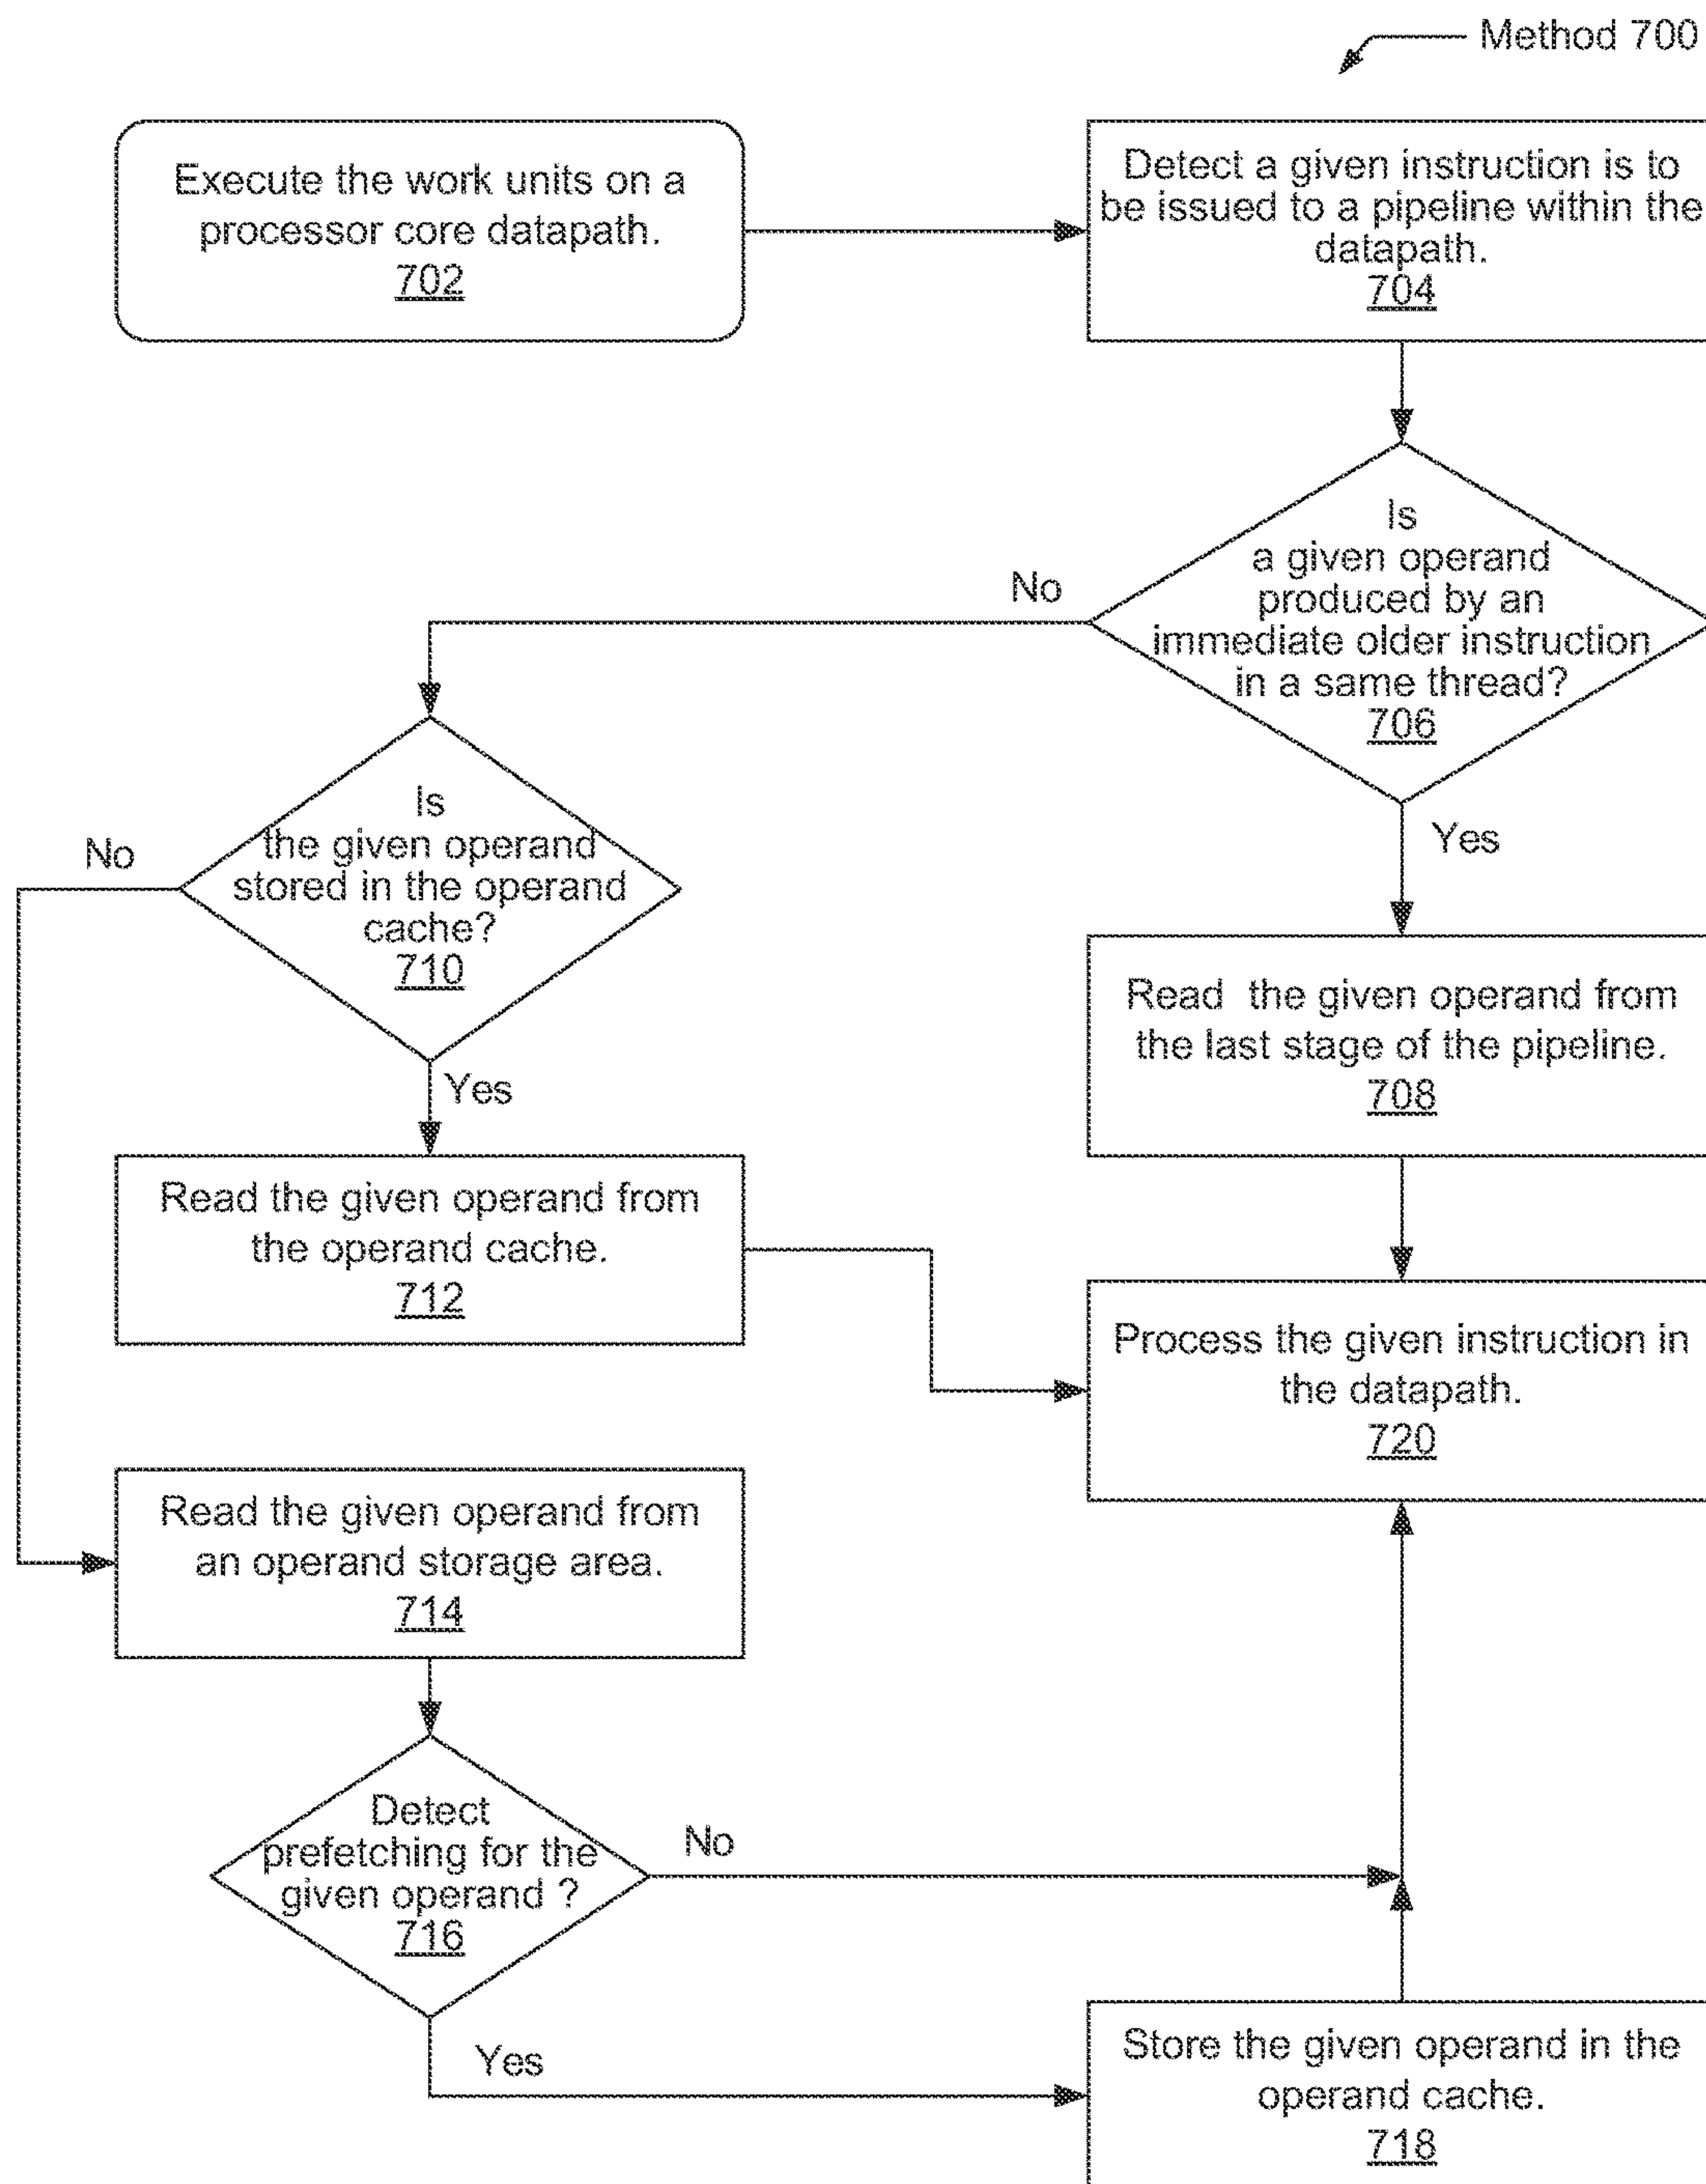 Method 700
Execute the work units on a
processor core datapath.
702
Detect a given instruction is to
be issued to a pipeline within the
datapath.
704
Is
a given operand
produced by an
immediate older instruction
in a same thread?
706
No
Yes
Is
the given operand
stored in the operand
cache?
710
No
Yes
Read the given operand from
the last stage of the pipeline.
708
Read the given operand from
the operand cache.
712
Process the given instruction in
the datapath.
720
Read the given operand from
an operand storage area.
714
Detect
prefetching for the
given operand ?
716
No
Yes
Store the given operand in the
operand cache.
718